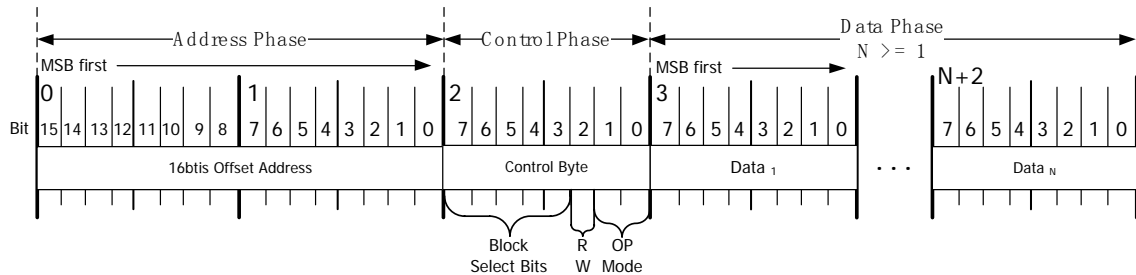 Address Phase Control Phase Data Phase
N >= 1
MSB first MSB first
0 1 2 3 N+2
Bit 15 14 13 12 11 10 9 8 7 6 5 4 3 2 1 0 7 6 5 4 3 2 1 0 7 6 5 4 3 2 1 0 7 6 5 4 3 2 1 0
16btis Offset Address Control Byte Data 1 ... Data N
Block R OP
Select Bits W Mode